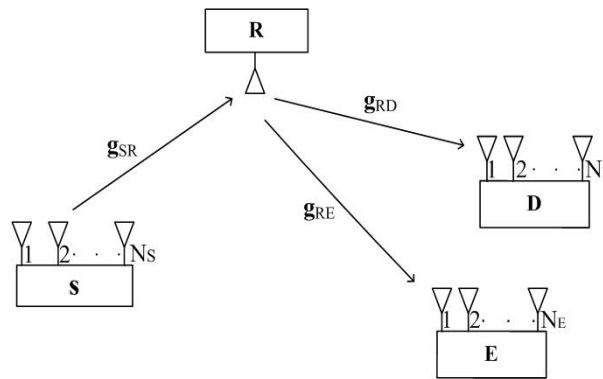 R
g_SR
g_RD
1 2 · · · N
D
g_RE
1 2 · · · N_S
S
1 2 · · · N_E
E